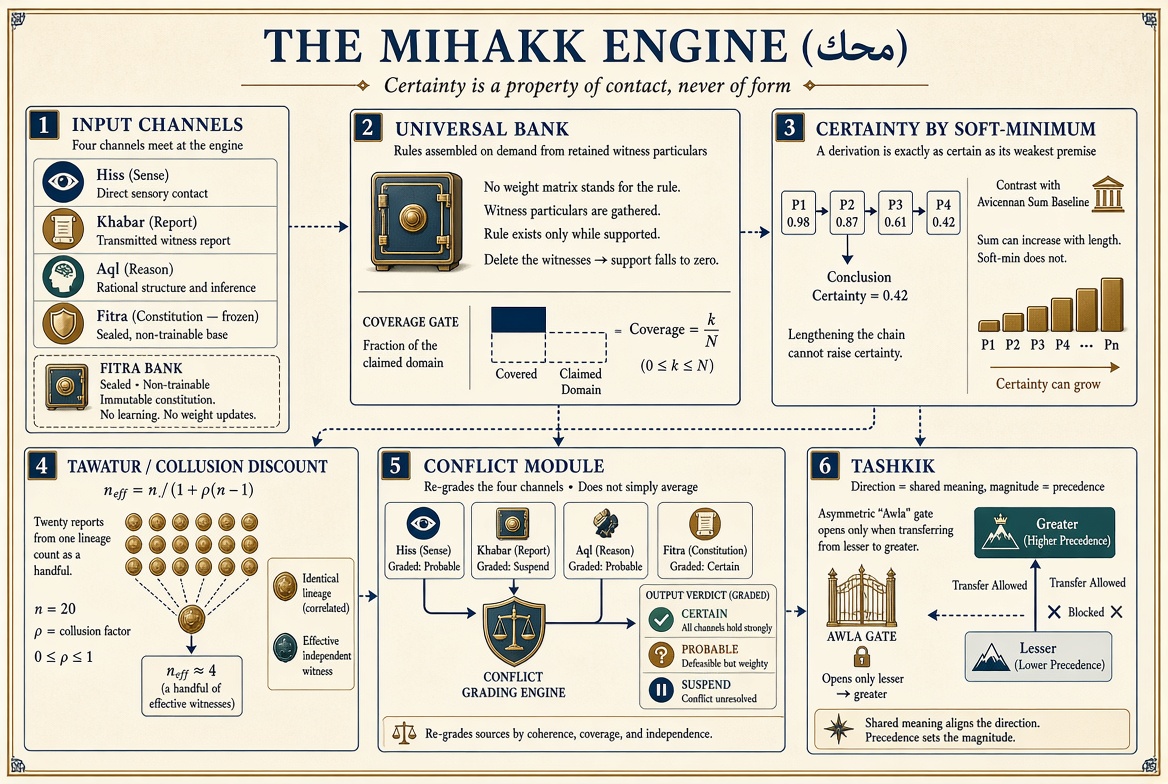 THE MIHAKK ENGINE (محك)
Certainty is a property of contact, never of form
1 INPUT CHANNELS
Four channels meet at the engine
Hiss (Sense)
Direct sensory contact
Khabar (Report)
Transmitted witness report
Aql (Reason)
Rational structure and inference
Fitra (Constitution — frozen)
Sealed, non-trainable base
FITRA BANK
Sealed • Non-trainable
Immutable constitution.
No learning. No weight updates.
2 UNIVERSAL BANK
Rules assembled on demand from retained witness particulars
No weight matrix stands for the rule.
Witness particulars are gathered.
Rule exists only while supported.
Delete the witnesses → support falls to zero.
COVERAGE GATE
Fraction of the
claimed domain
Covered
Claimed
Domain
= Coverage = k/N
(0 ≤ k ≤ N)
3 CERTAINTY BY SOFT-MINIMUM
A derivation is exactly as certain as its weakest premise
P1 P2 P3 P4
0.98 0.87 0.61 0.42
Conclusion
Certainty = 0.42
Lengthening the chain
cannot raise certainty.
Contrast with
Avicennan Sum Baseline
Sum can increase with length.
Soft-min does not.
P1 P2 P3 P4 ••• Pn
Certainty can grow
4 TAWATUR / COLLUSION DISCOUNT
n_eff = n./(1 + ρ(n − 1)
Twenty reports
from one lineage
count as a
handful.
n = 20
ρ = collusion factor
0 ≤ ρ ≤ 1
n_eff ≈ 4
(a handful of
effective witnesses)
Identical
lineage
(correlated)
Effective
independent
witness
5 CONFLICT MODULE
Re-grades the four channels • Does not simply average
Hiss (Sense)
Graded: Probable
Khabar (Report)
Graded: Suspend
Aql (Reason)
Graded: Probable
Fitra (Constitution)
Graded: Certain
CONFLICT
GRADING ENGINE
OUTPUT VERDICT (GRADED)
CERTAIN
All channels hold strongly
PROBABLE
Defeasible but weighty
SUSPEND
Conflict unresolved
Re-grades sources by coherence, coverage, and independence.
6 TASHKIK
Direction = shared meaning, magnitude = precedence
Asymmetric “Awla” gate
opens only when transferring
from lesser to greater.
AWLA GATE
Opens only lesser
→ greater
Greater
(Higher Precedence)
Transfer Allowed
Transfer Allowed
✕ Blocked ✕
Lesser
(Lower Precedence)
Shared meaning aligns the direction.
Precedence sets the magnitude.